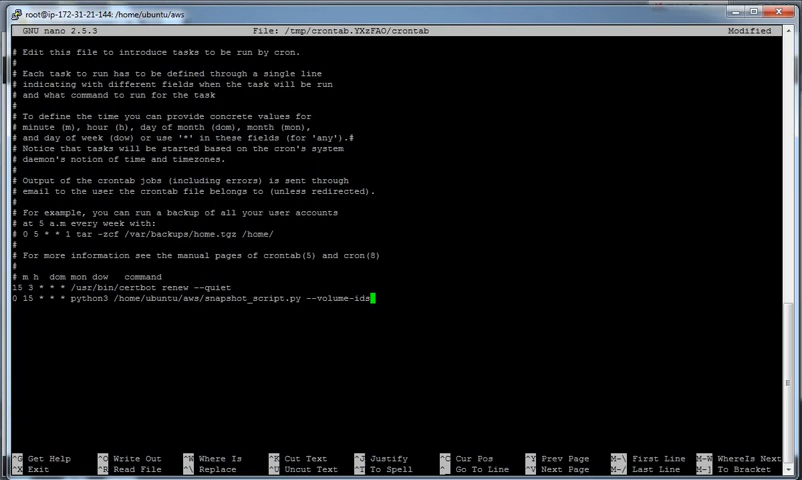 root@ip-172-31-21-144: /home/ubuntu/aws
GNU nano 2.5.3 File: /tmp/crontab.YXzFAO/crontab Modified
# Edit this file to introduce tasks to be run by cron.
#
# Each task to run has to be defined through a single line
# indicating with different fields when the task will be run
# and what command to run for the task
#
# To define the time you can provide concrete values for
# minute (m), hour (h), day of month (dom), month (mon),
# and day of week (dow) or use '*' in these fields (for 'any').#
# Notice that tasks will be started based on the cron's system
# daemon's notion of time and timezones.
#
# Output of the crontab jobs (including errors) is sent through
# email to the user the crontab file belongs to (unless redirected).
#
# For example, you can run a backup of all your user accounts
# at 5 a.m every week with:
# 0 5 * * 1 tar -zcf /var/backups/home.tgz /home/
#
# For more information see the manual pages of crontab(5) and cron(8)
#
# m h  dom mon dow   command
15 3 * * * /usr/bin/certbot renew --quiet
0 15 * * * python3 /home/ubuntu/aws/snapshot_script.py --volume-ids
^G Get Help ^O Write Out ^W Where Is ^K Cut Text ^J Justify ^C Cur Pos ^Y Prev Page M-\ First Line M-W WhereIs Next
^X Exit ^R Read File ^\ Replace ^U Uncut Text ^T To Spell ^_ Go To Line ^V Next Page M-/ Last Line M-] To Bracket